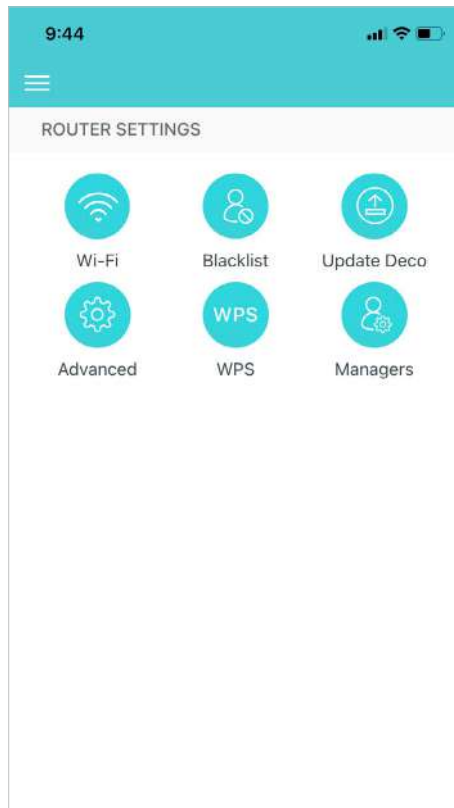 9:44
ROUTER SETTINGS
Wi-Fi Blacklist Update Deco
WPS
Advanced WPS Managers